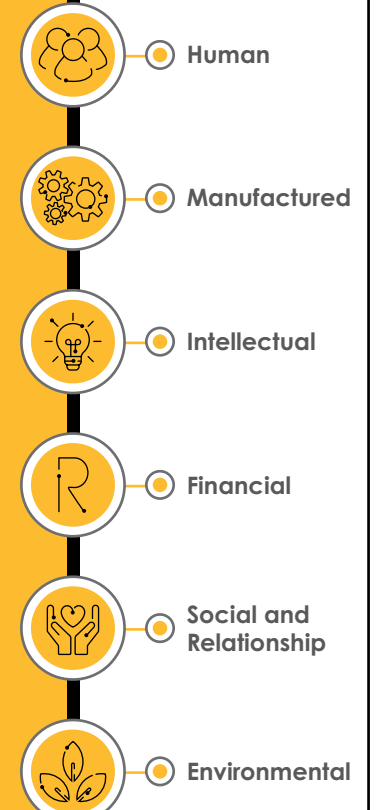 Human
Manufactured
Intellectual
R
Financial
Social and
Relationship
Environmental